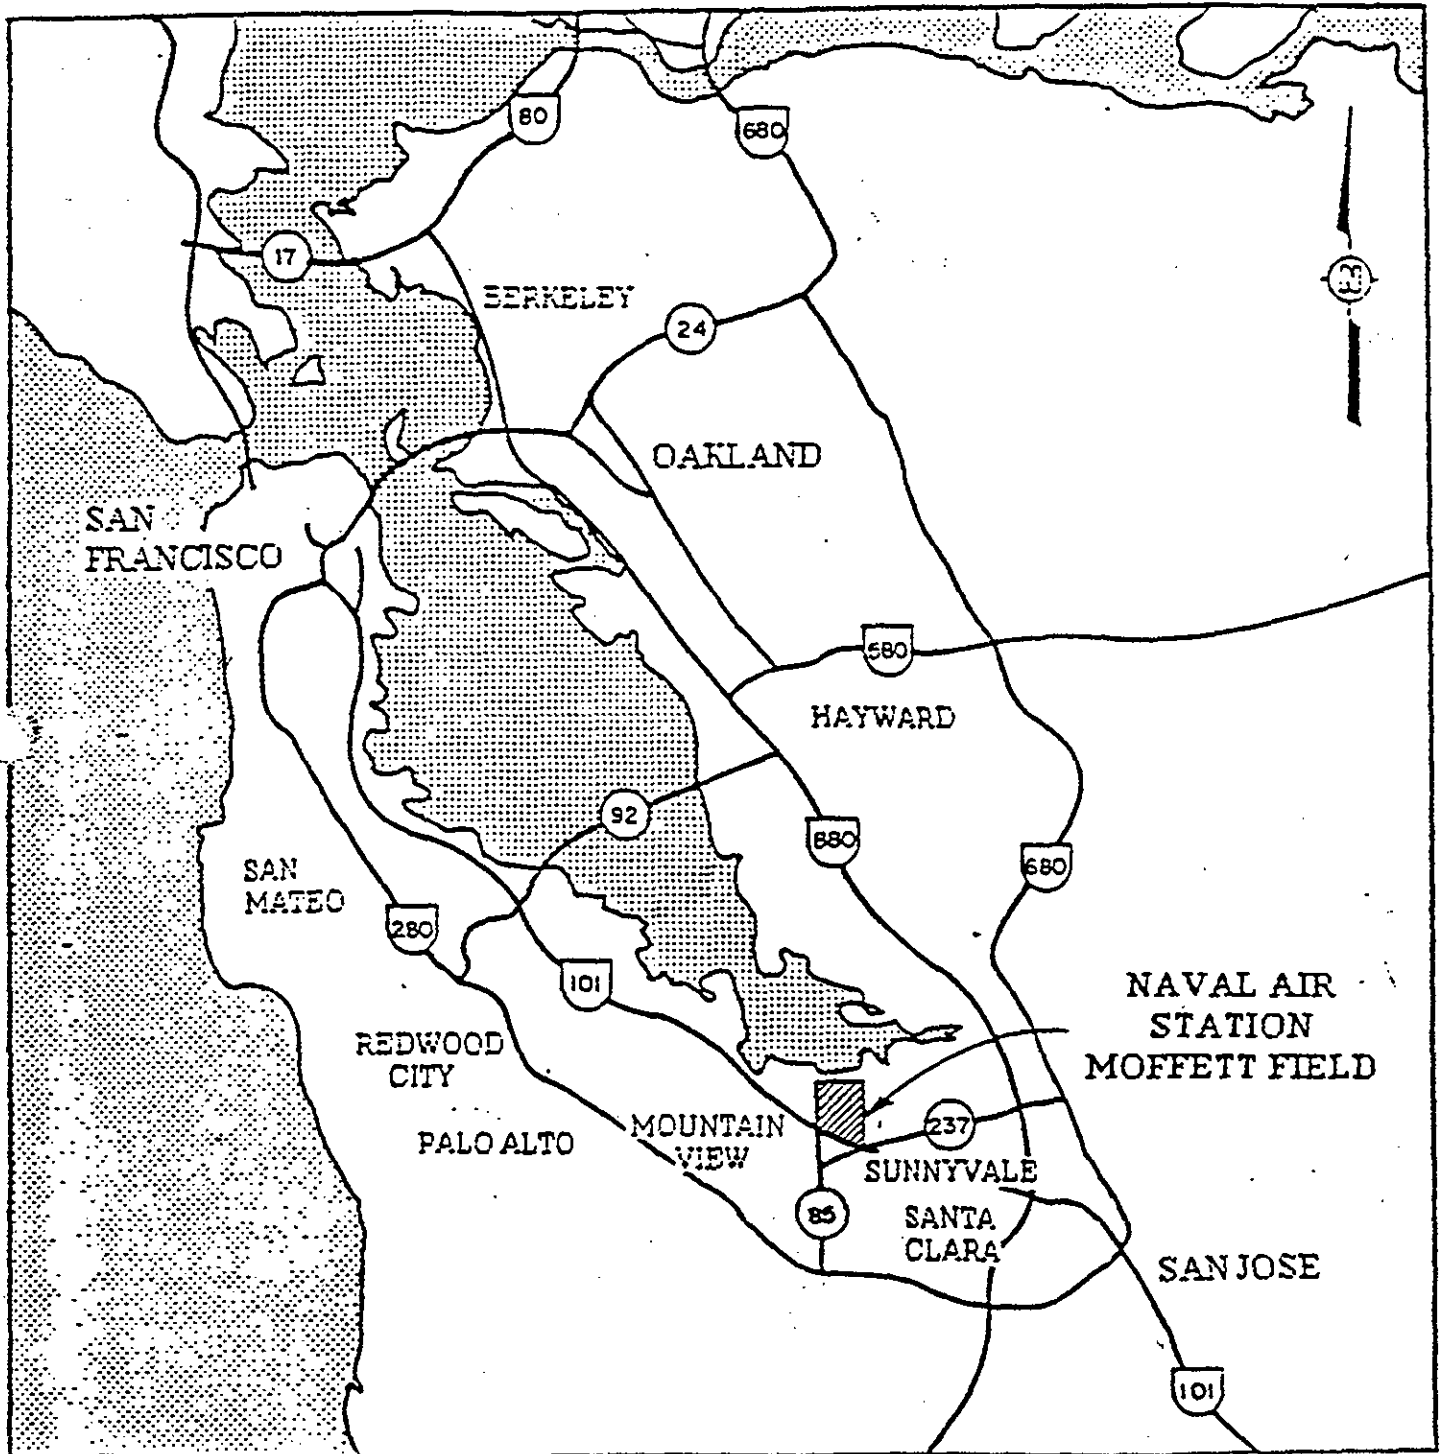 80
680
17
BERKELEY
24
OAKLAND
SAN
FRANCISCO
580
HAYWARD
92
880
680
SAN
MATEO
280
101
NAVAL AIR
STATION
MOFFETT FIELD
REDWOOD
CITY
MOUNTAIN
VIEW
237
PALO ALTO
SUNNYVALE
85
SANTA
CLARA
SAN JOSE
101